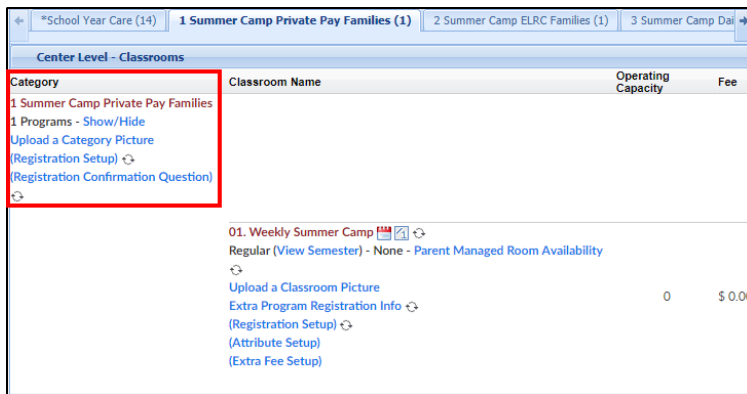 *School Year Care (14) 1 Summer Camp Private Pay Families (1) 2 Summer Camp ELRC Families (1) 3 Summer Camp Dai
Center Level - Classrooms
Category Classroom Name Operating Capacity Fee
1 Summer Camp Private Pay Families
1 Programs - Show/Hide
Upload a Category Picture
(Registration Setup)
(Registration Confirmation Question)
01. Weekly Summer Camp
Regular (View Semester) - None - Parent Managed Room Availability
Upload a Classroom Picture
Extra Program Registration Info
0 $ 0.00
(Registration Setup)
(Attribute Setup)
(Extra Fee Setup)